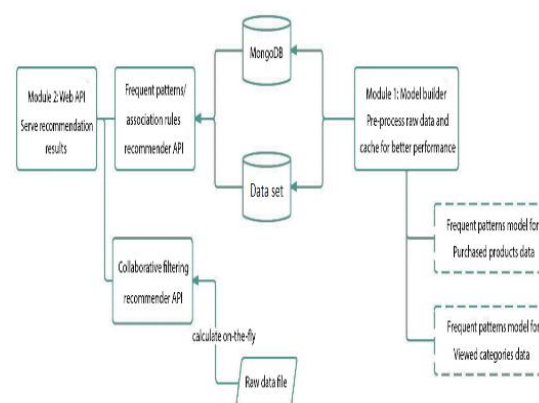 MongoDB
Module 2: Web API
Serve recommendation
results
Frequent patterns/
association rules
recommender API
Module 1: Model builder
Pre-process raw data and
cache for better performance
Data set
Frequent patterns model for
Purchased products data
Collaborative filtering
recommender API
calculate on-the-fly
Frequent patterns model for
Viewed categories data
Raw data file